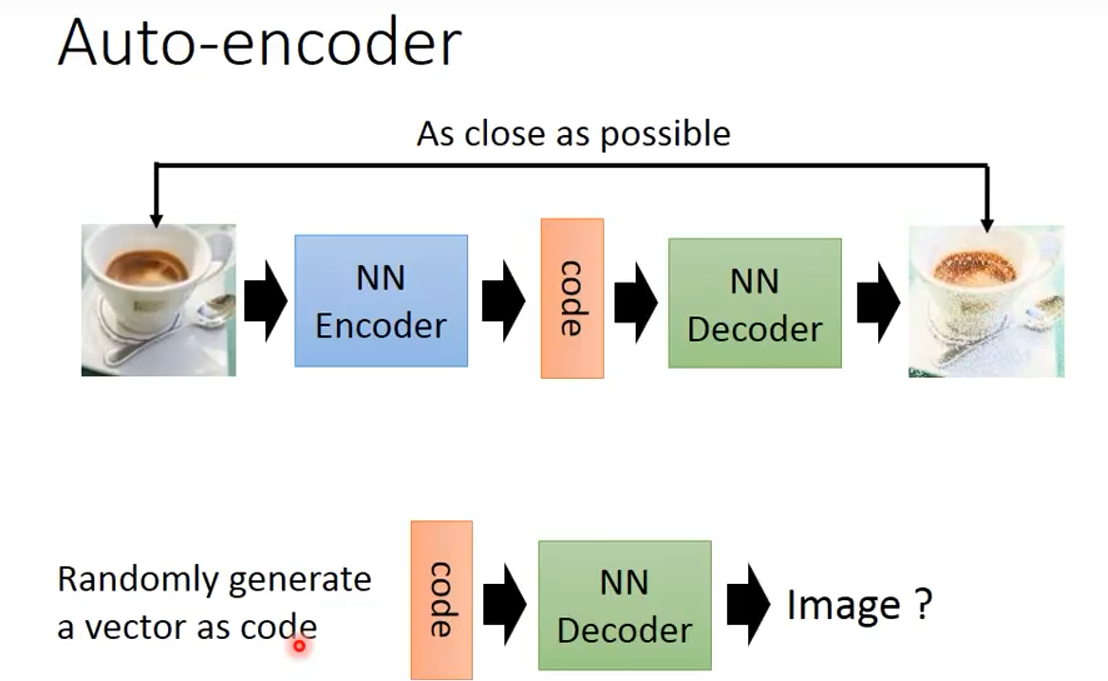 Auto-encoder
As close as possible
NN
Encoder
code
NN
Decoder
Randomly generate
a vector as code
code
NN
Decoder
Image ?